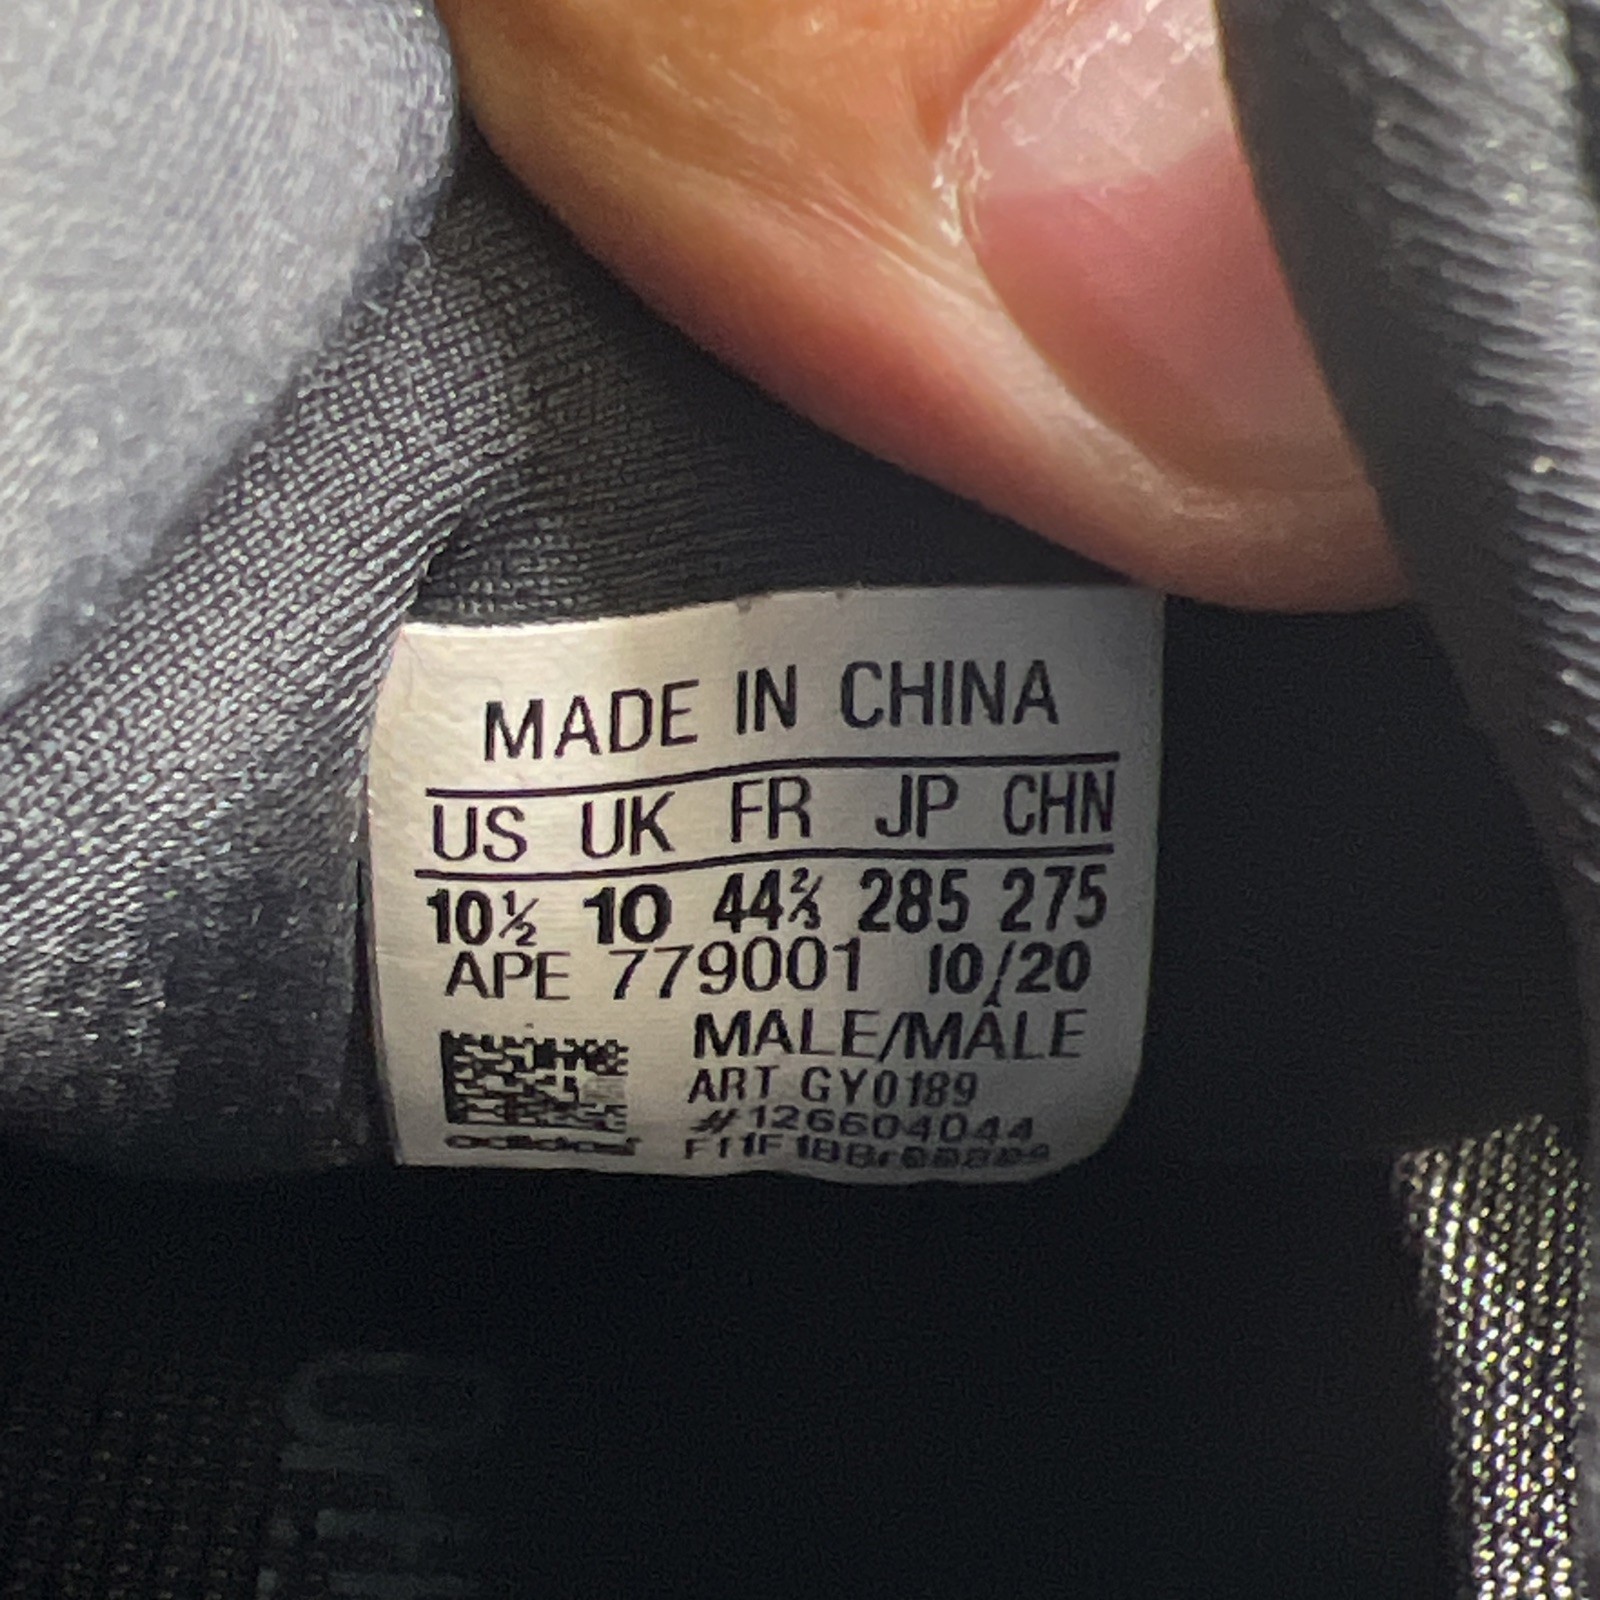 MADE IN CHINA
US UK FR JP CHN
10½ 10 44⅔ 285 275
APE 779001 10/20
MALE/MÂLE
ART GY0189
#126604044
adidas